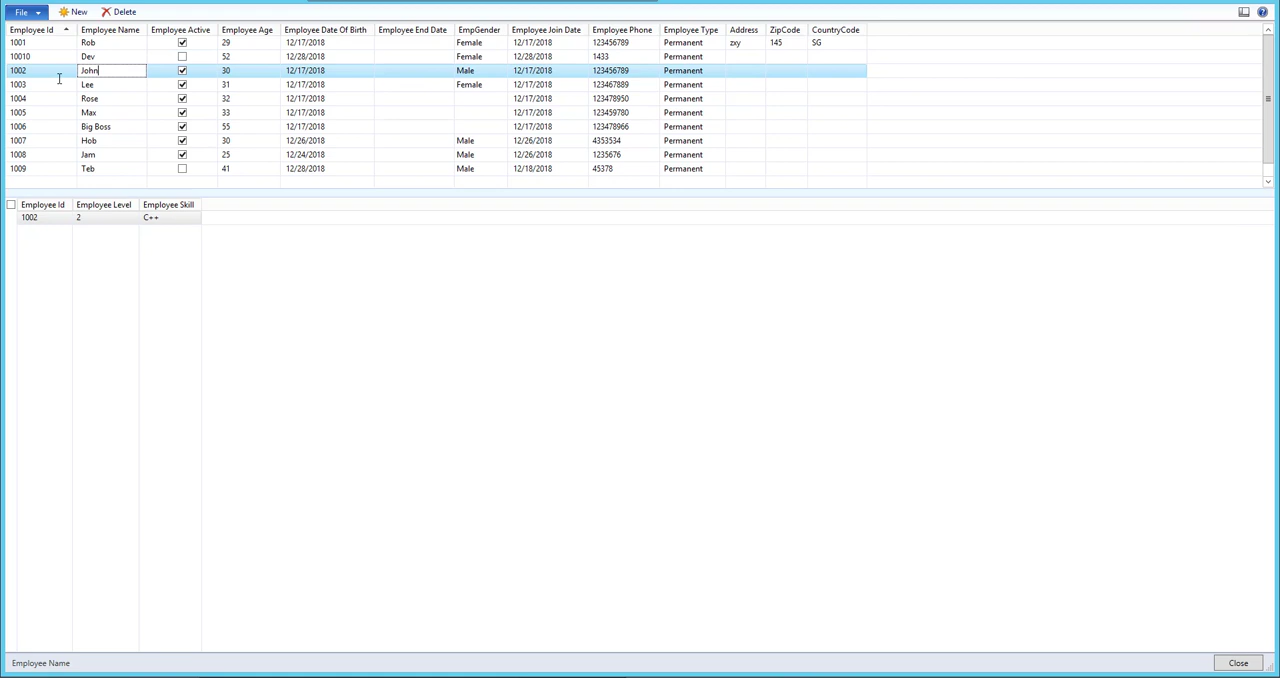 File New Delete
Employee Id Employee Name Employee Active Employee Age Employee Date Of Birth Employee End Date EmpGender Employee Join Date Employee Phone Employee Type Address ZipCode CountryCode
1001 Rob 29 12/17/2018 Female 12/17/2018 123456789 Permanent zxy 145 SG
10010 Dev 52 12/28/2018 Female 12/28/2018 1433 Permanent
1002 John 30 12/17/2018 Male 12/17/2018 123456789 Permanent
1003 Lee 31 12/17/2018 Female 12/17/2018 123467889 Permanent
1004 Rose 32 12/17/2018 12/17/2018 123478950 Permanent
1005 Max 33 12/17/2018 12/17/2018 123459780 Permanent
1006 Big Boss 55 12/17/2018 12/17/2018 123478966 Permanent
1007 Hob 30 12/26/2018 Male 12/26/2018 4353534 Permanent
1008 Jam 25 12/24/2018 Male 12/26/2018 1235676 Permanent
1009 Teb 41 12/28/2018 Male 12/18/2018 45378 Permanent
Employee Id Employee Level Employee Skill
1002 2 C++
Employee Name Close